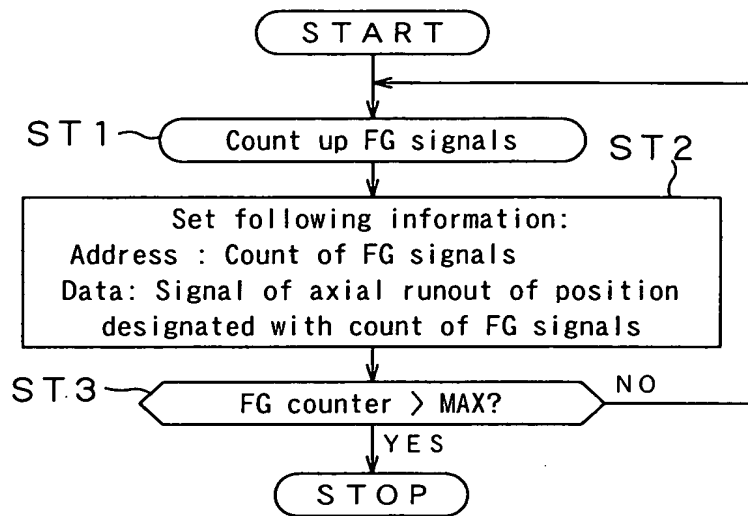 START
ST1
Count up FG signals
ST2
Set following information:
Address : Count of FG signals
Data: Signal of axial runout of position
designated with count of FG signals
ST3
FG counter > MAX?
NO
YES
STOP